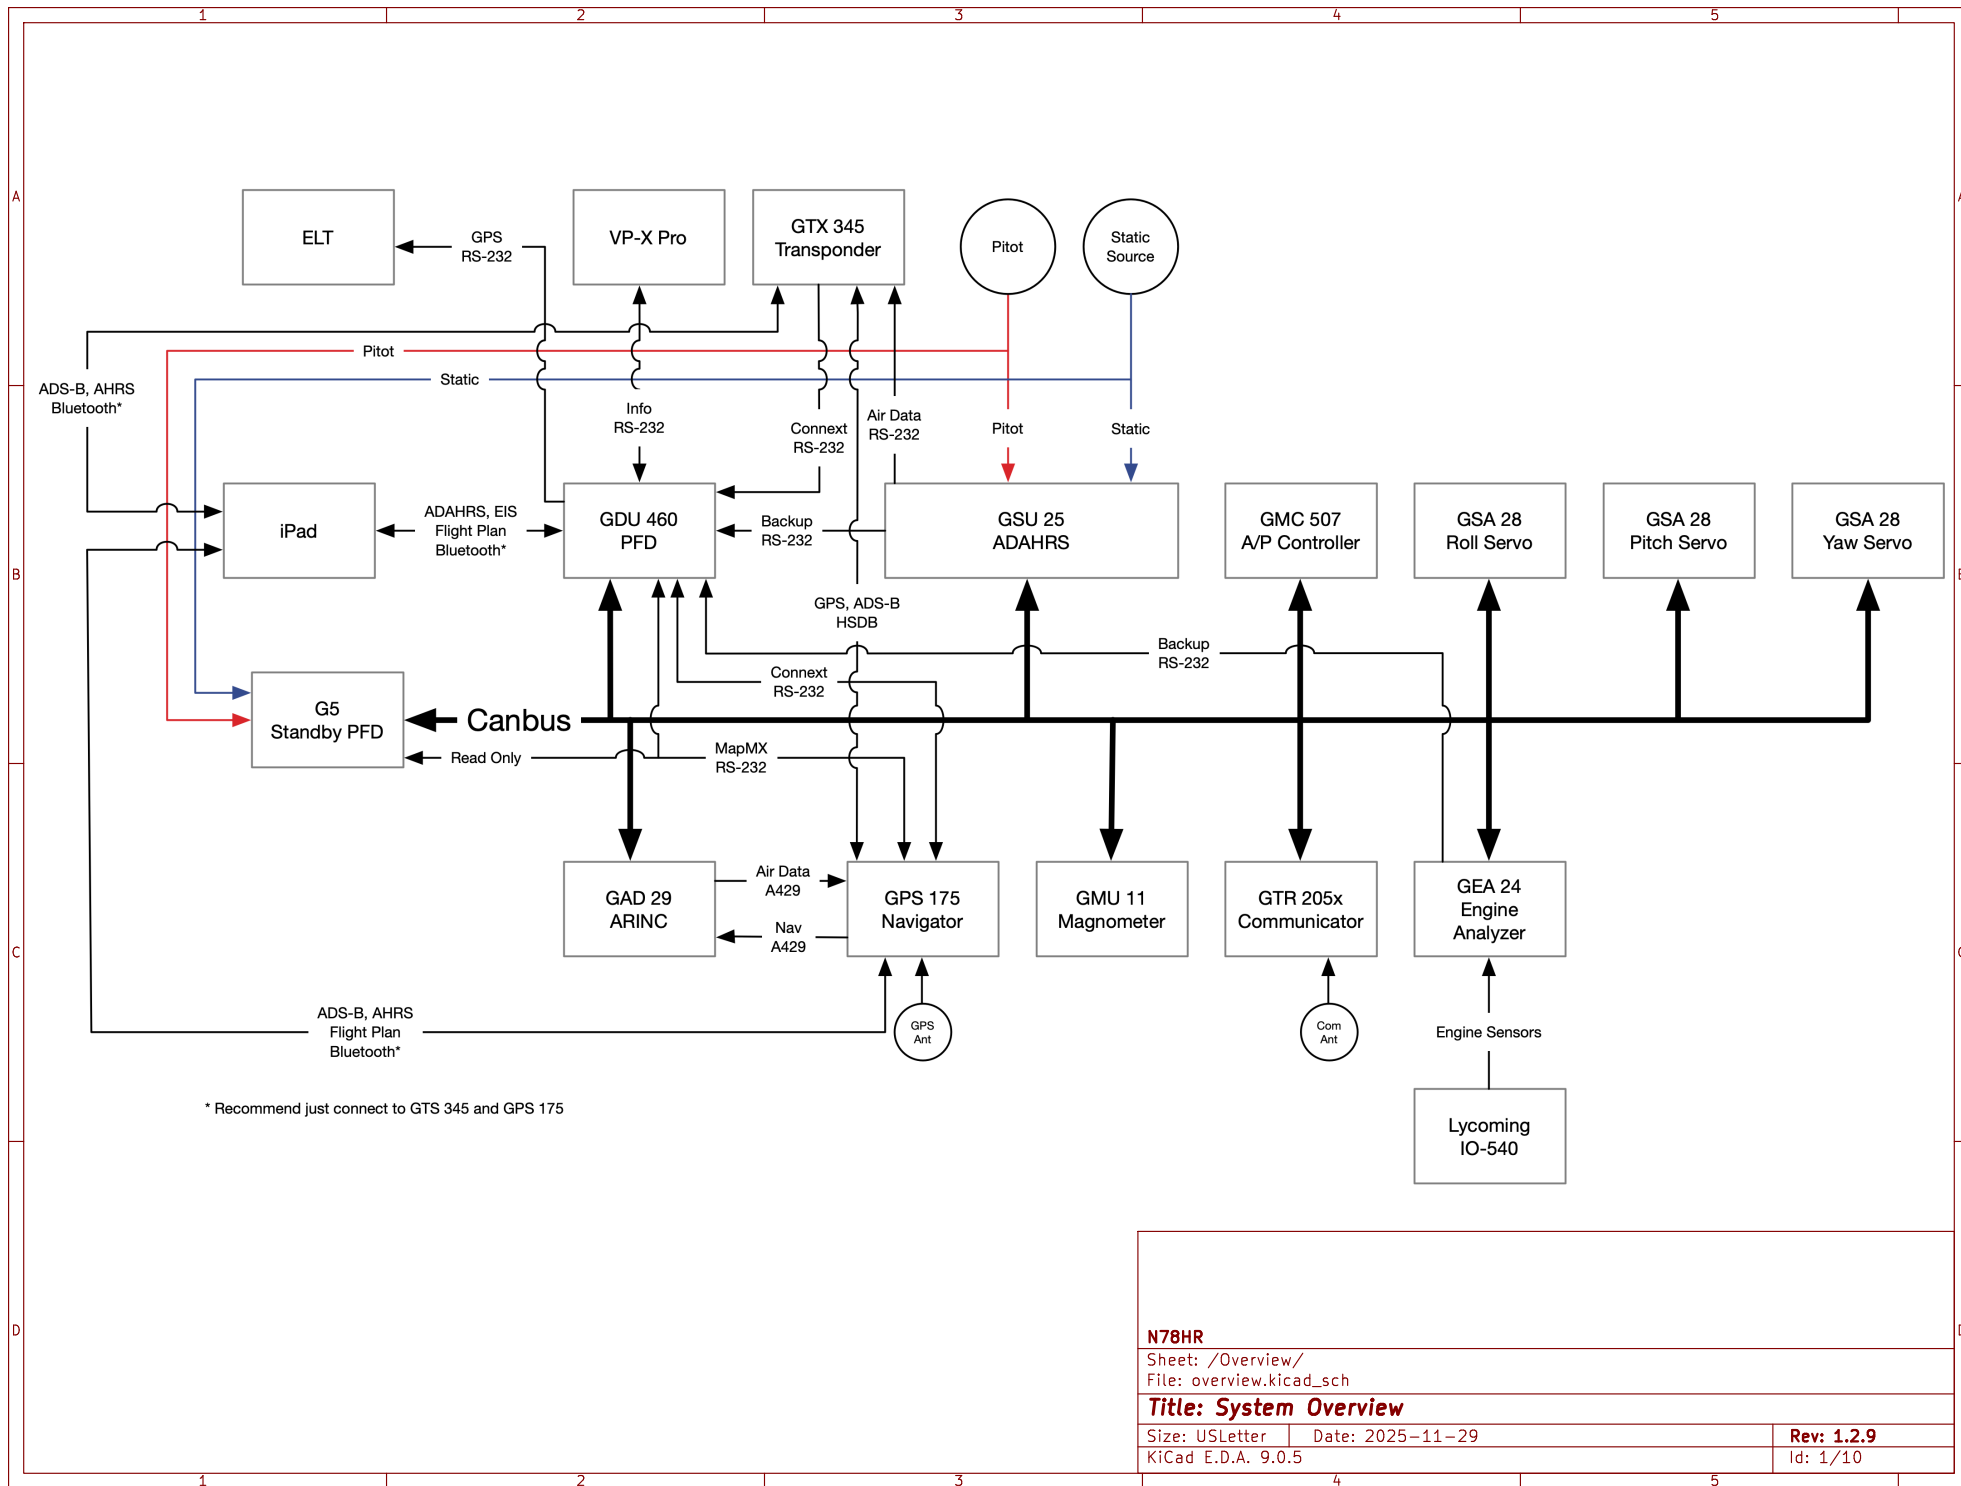 1 2 3 4 5
A
ELT
GPS
RS-232
VP-X Pro
GTX 345
Transponder
Pitot
Static
Source
Pitot
Static
ADS-B, AHRS
Bluetooth*
Info
RS-232
Connext
RS-232
Air Data
RS-232
Pitot
Static
iPad
ADAHRS, EIS
Flight Plan
Bluetooth*
GDU 460
PFD
Backup
RS-232
GSU 25
ADAHRS
GMC 507
A/P Controller
GSA 28
Roll Servo
GSA 28
Pitch Servo
GSA 28
Yaw Servo
B
GPS, ADS-B
HSDB
Backup
RS-232
Connext
RS-232
G5
Standby PFD
Canbus
Read Only
MapMX
RS-232
GAD 29
ARINC
Air Data
A429
Nav
A429
GPS 175
Navigator
GMU 11
Magnometer
GTR 205x
Communicator
GEA 24
Engine
Analyzer
C
ADS-B, AHRS
Flight Plan
Bluetooth*
GPS
Ant
Com
Ant
Engine Sensors
* Recommend just connect to GTS 345 and GPS 175
Lycoming
IO-540
D
N78HR
Sheet: /Overview/
File: overview.kicad_sch
Title: System Overview
Size: USLetter Date: 2025-11-29 Rev: 1.2.9
KiCad E.D.A. 9.0.5 Id: 1/10
1 2 3 4 5